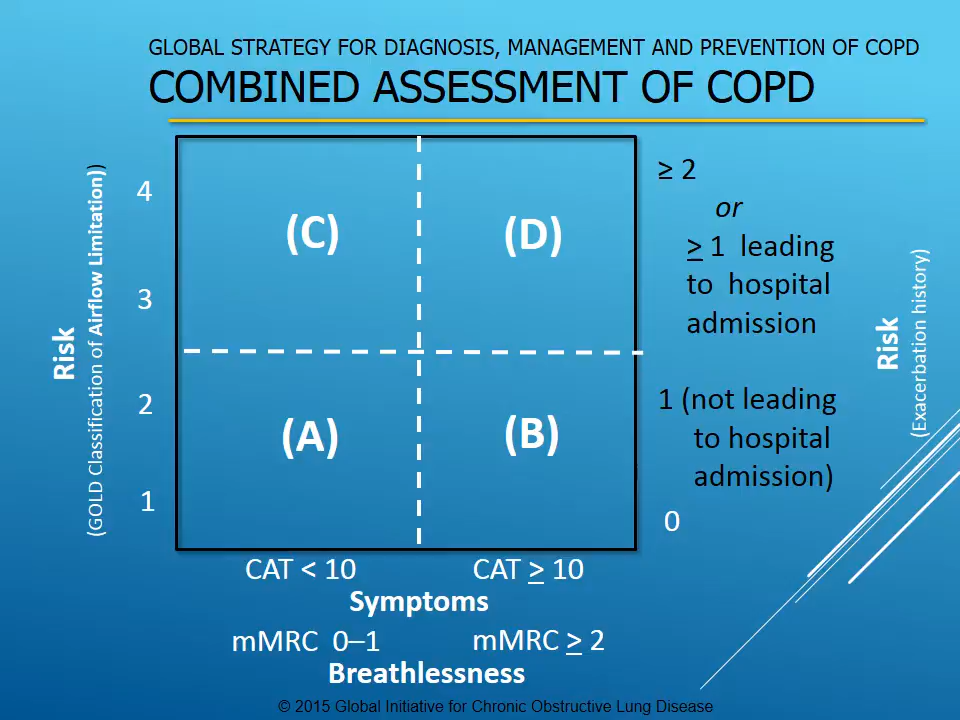 GLOBAL STRATEGY FOR DIAGNOSIS, MANAGEMENT AND PREVENTION OF COPD
COMBINED ASSESSMENT OF COPD
Risk
(GOLD Classification of Airflow Limitation))
4
3
2
1
(C)
(D)
(A)
(B)
≥ 2
or
≥ 1 leading
to hospital
admission
1 (not leading
to hospital
admission)
0
Risk
(Exacerbation history)
CAT < 10
CAT ≥ 10
Symptoms
mMRC 0–1
mMRC ≥ 2
Breathlessness
© 2015 Global Initiative for Chronic Obstructive Lung Disease